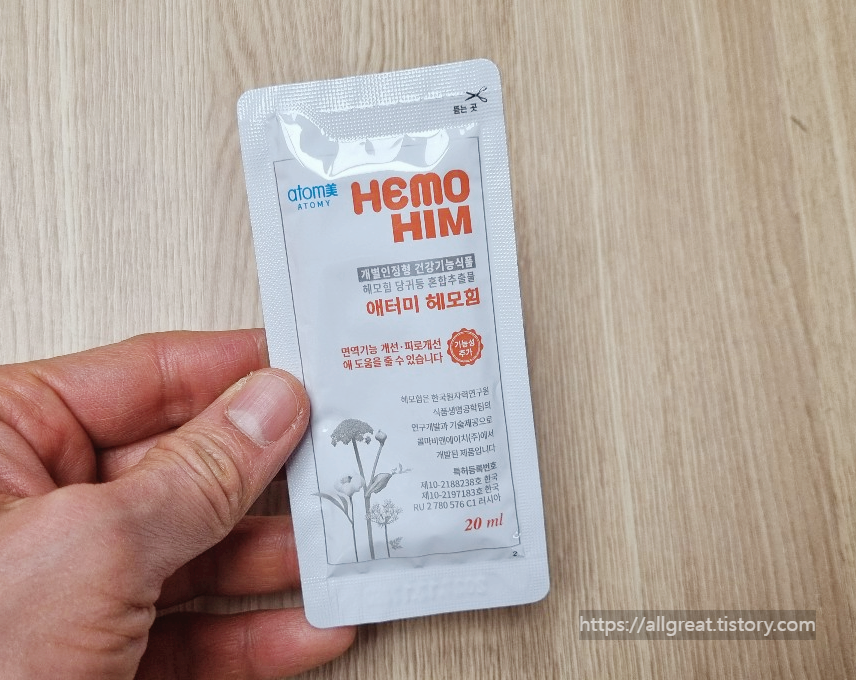 뜯는 곳
atom美
ATOMY
HEMO
HIM
개별인정형 건강기능식품
헤모힘 당귀등 혼합추출물
애터미 헤모힘
면역기능 개선·피로개선
에 도움을 줄 수 있습니다
기능성
추가
헤모힘은 한국원자력연구원
식품생명공학팀의
연구개발과 기술제공으로
콜마비앤에이치(주)에서
개발된 제품입니다
특허등록번호
제10-2188238호 한국
제10-2197183호 한국
RU 2 780 576 C1 러시아
20 ml
2
https://allgreat.tistory.com